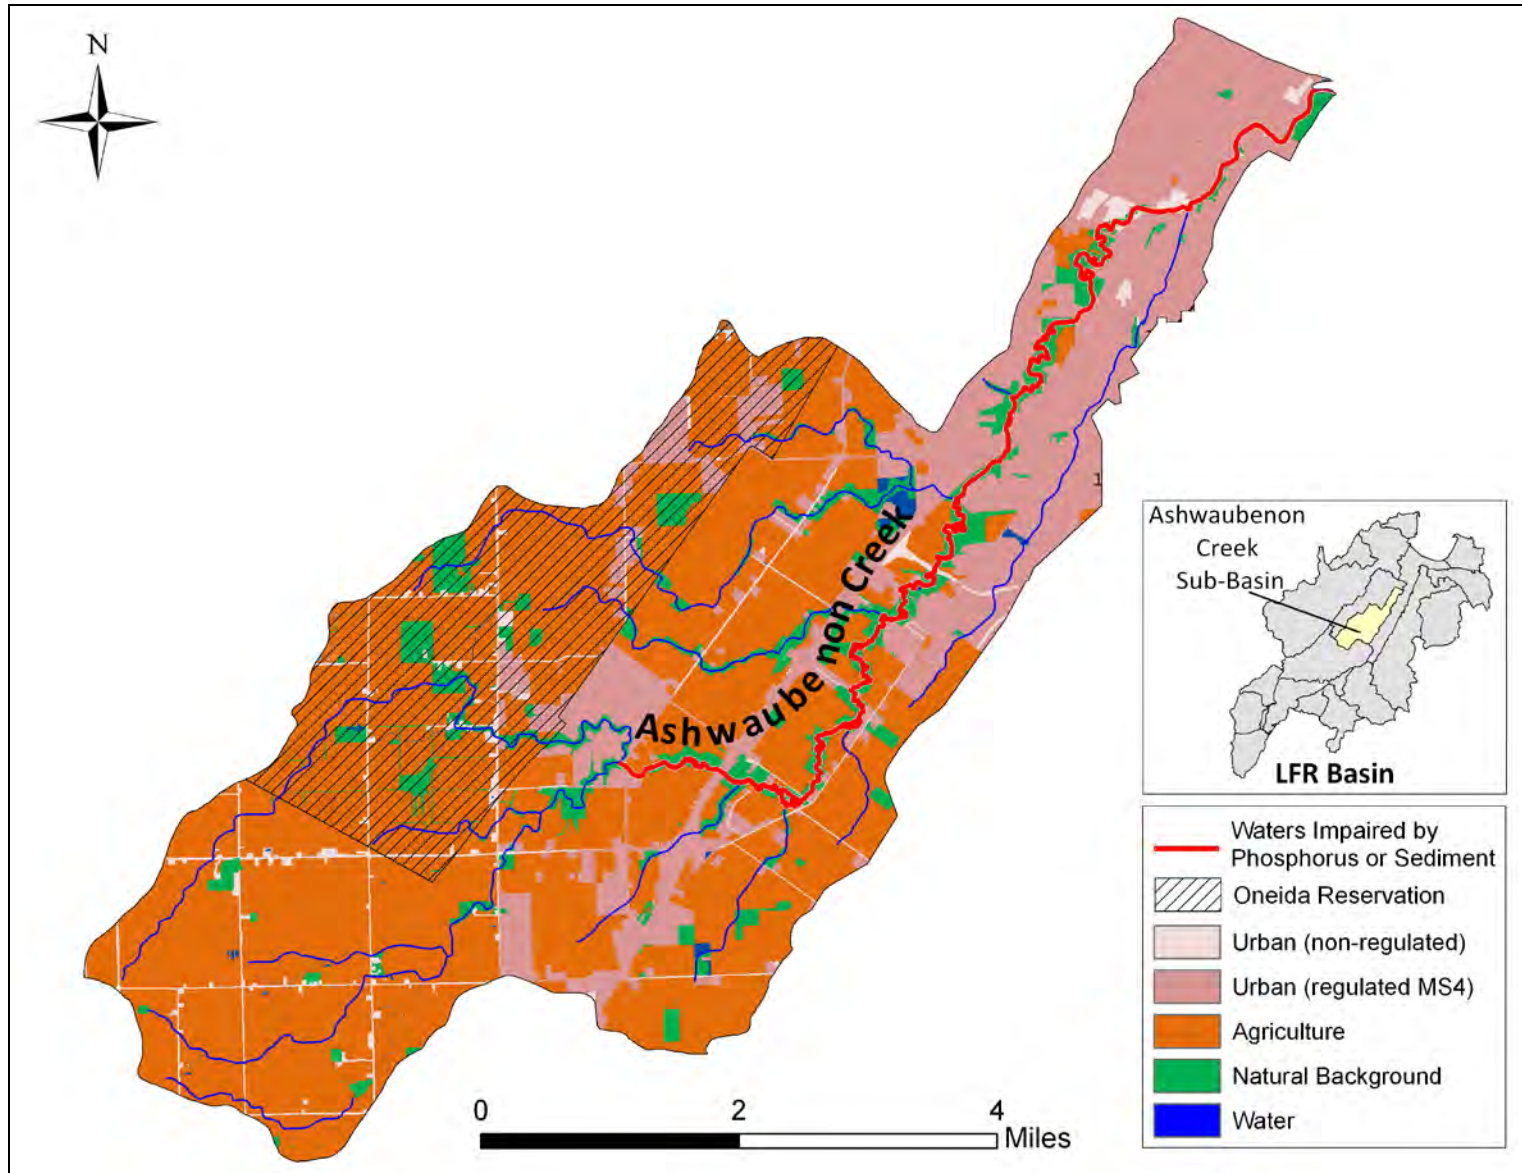 N
Ashwaubenon Creek
1
Ashwaubenon
Creek
Sub-Basin
LFR Basin
Waters Impaired by
Phosphorus or Sediment
Oneida Reservation
Urban (non-regulated)
Urban (regulated MS4)
Agriculture
Natural Background
Water
0 2 4
Miles